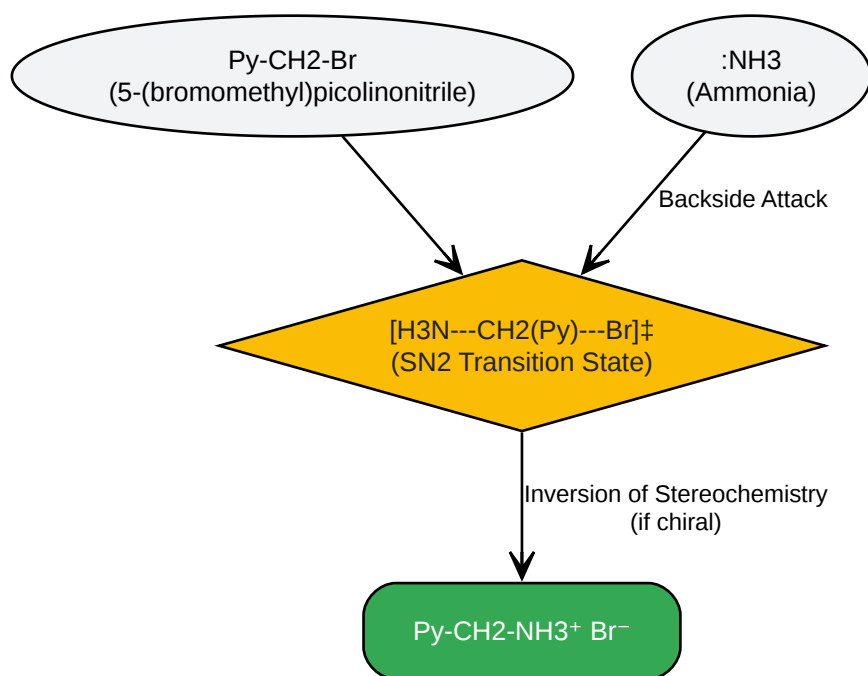 Py-CH2-Br
(5-(bromomethyl)picolinonitrile)
:NH3
(Ammonia)
Backside Attack
[H3N---CH2(Py)---Br]‡
(SN2 Transition State)
Inversion of Stereochemistry
(if chiral)
Py-CH2-NH3⁺ Br⁻